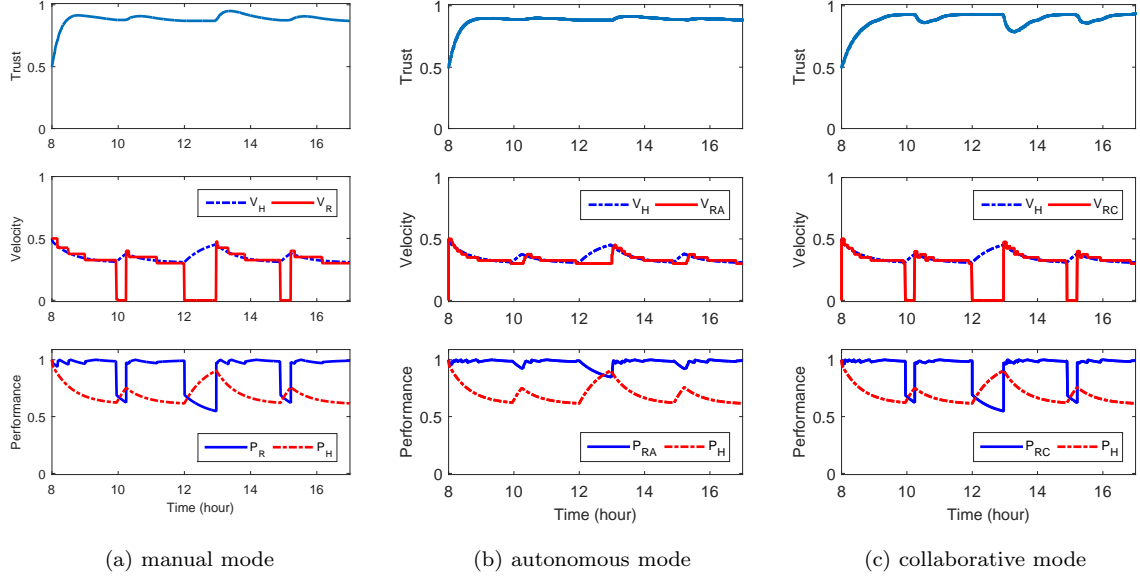 1
0.5
0
Trust
8 10 12 14 16
1
0.5
0
Velocity
V_H V_R
8 10 12 14 16
1
0.5
0
Performance
P_R P_H
8 10 12 14 16
Time (hour)
(a) manual mode
1
0.5
0
Trust
8 10 12 14 16
1
0.5
0
Velocity
V_H V_RA
8 10 12 14 16
1
0.5
0
Performance
P_RA P_H
8 10 12 14 16
Time (hour)
(b) autonomous mode
1
0.5
0
Trust
8 10 12 14 16
1
0.5
0
Velocity
V_H V_RC
8 10 12 14 16
1
0.5
0
Performance
P_RC P_H
8 10 12 14 16
Time (hour)
(c) collaborative mode